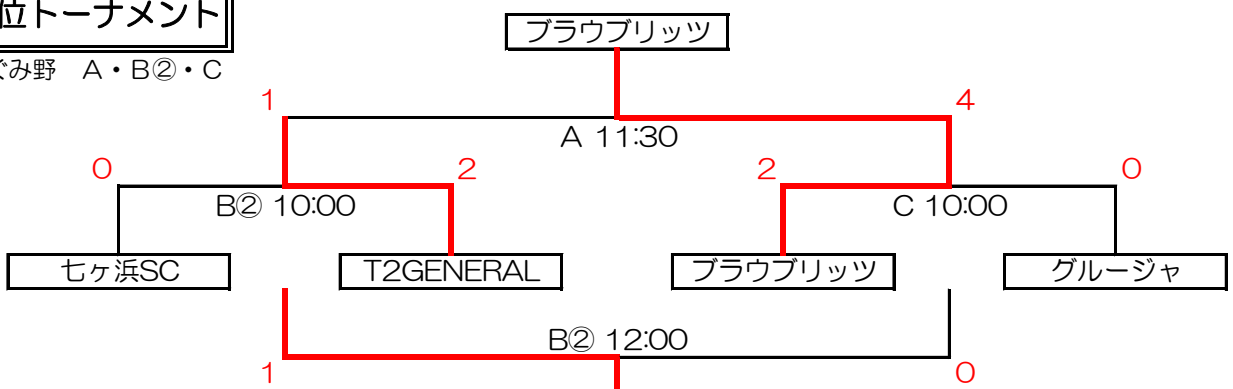 位トーナメント
ブラウブリッツ
ぐみ野 A・B②・C
1
4
A 11:30
0
2
2
0
B② 10:00
C 10:00
七ヶ浜SC
T2GENERAL
ブラウブリッツ
グルージャ
B② 12:00
1
0